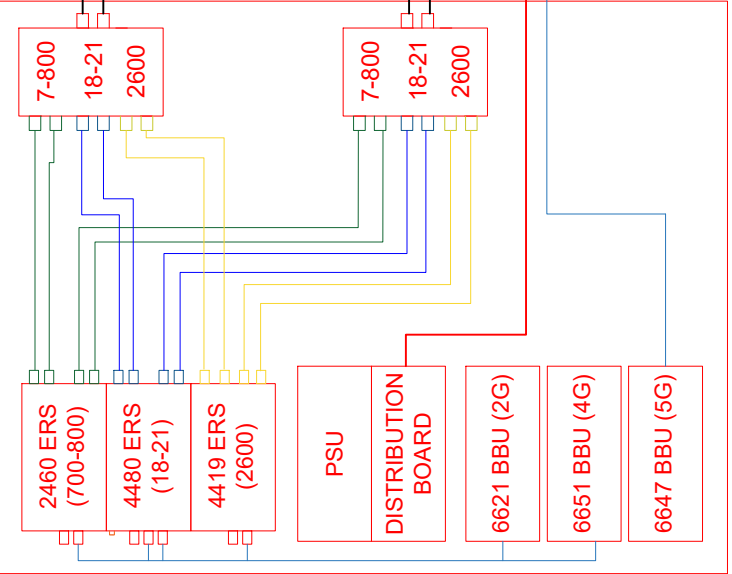 7-800
18-21
2600
7-800
18-21
2600
2460 ERS
(700-800)
4480 ERS
(18-21)
4419 ERS
(2600)
PSU
DISTRIBUTION
BOARD
6621 BBU (2G)
6651 BBU (4G)
6647 BBU (5G)